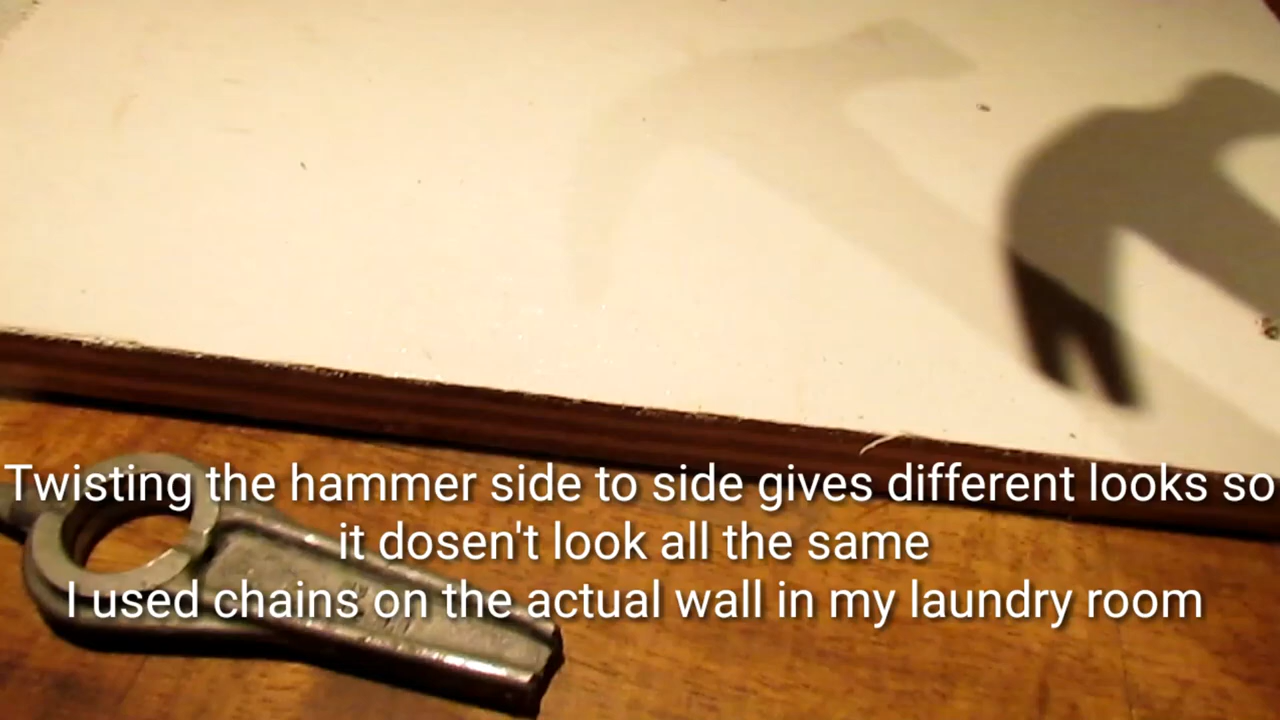 Twisting the hammer side to side gives different looks so
it dosen't look all the same
I used chains on the actual wall in my laundry room